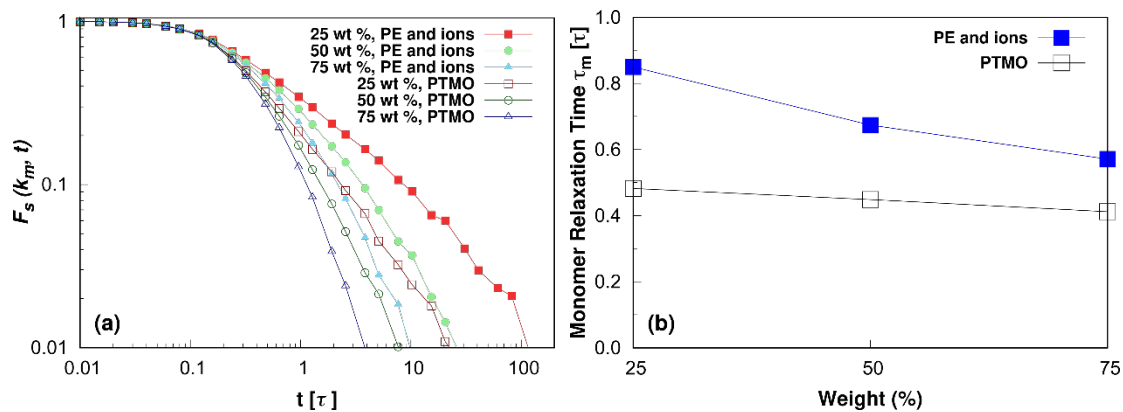 1
0.1
0.01
F_s (k_m, t)
25 wt %, PE and ions
50 wt %, PE and ions
75 wt %, PE and ions
25 wt %, PTMO
50 wt %, PTMO
75 wt %, PTMO
(a)
0.01 0.1 1 10 100
t [τ]
1.0
0.8
0.6
0.4
0.2
0.0
Monomer Relaxation Time τ_m [τ]
PE and ions
PTMO
(b)
25 50 75
Weight (%)